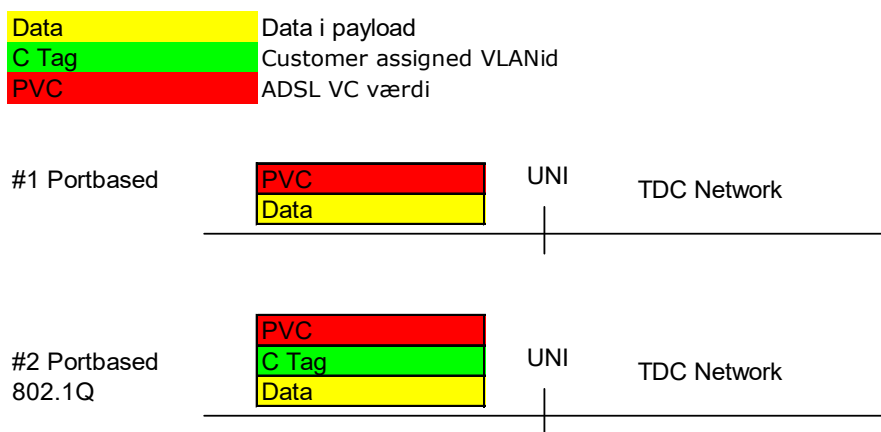 Data Data i payload
C Tag Customer assigned VLANid
PVC ADSL VC værdi
#1 Portbased PVC UNI TDC Network
Data
PVC
#2 Portbased C Tag UNI TDC Network
802.1Q Data